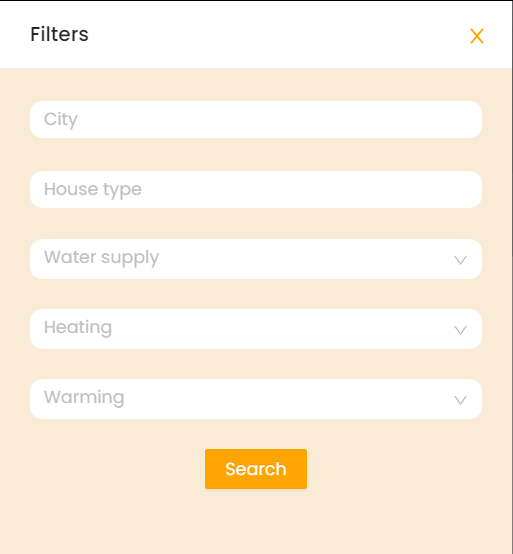 Filters
City
House type
Water supply
Heating
Warming
Search